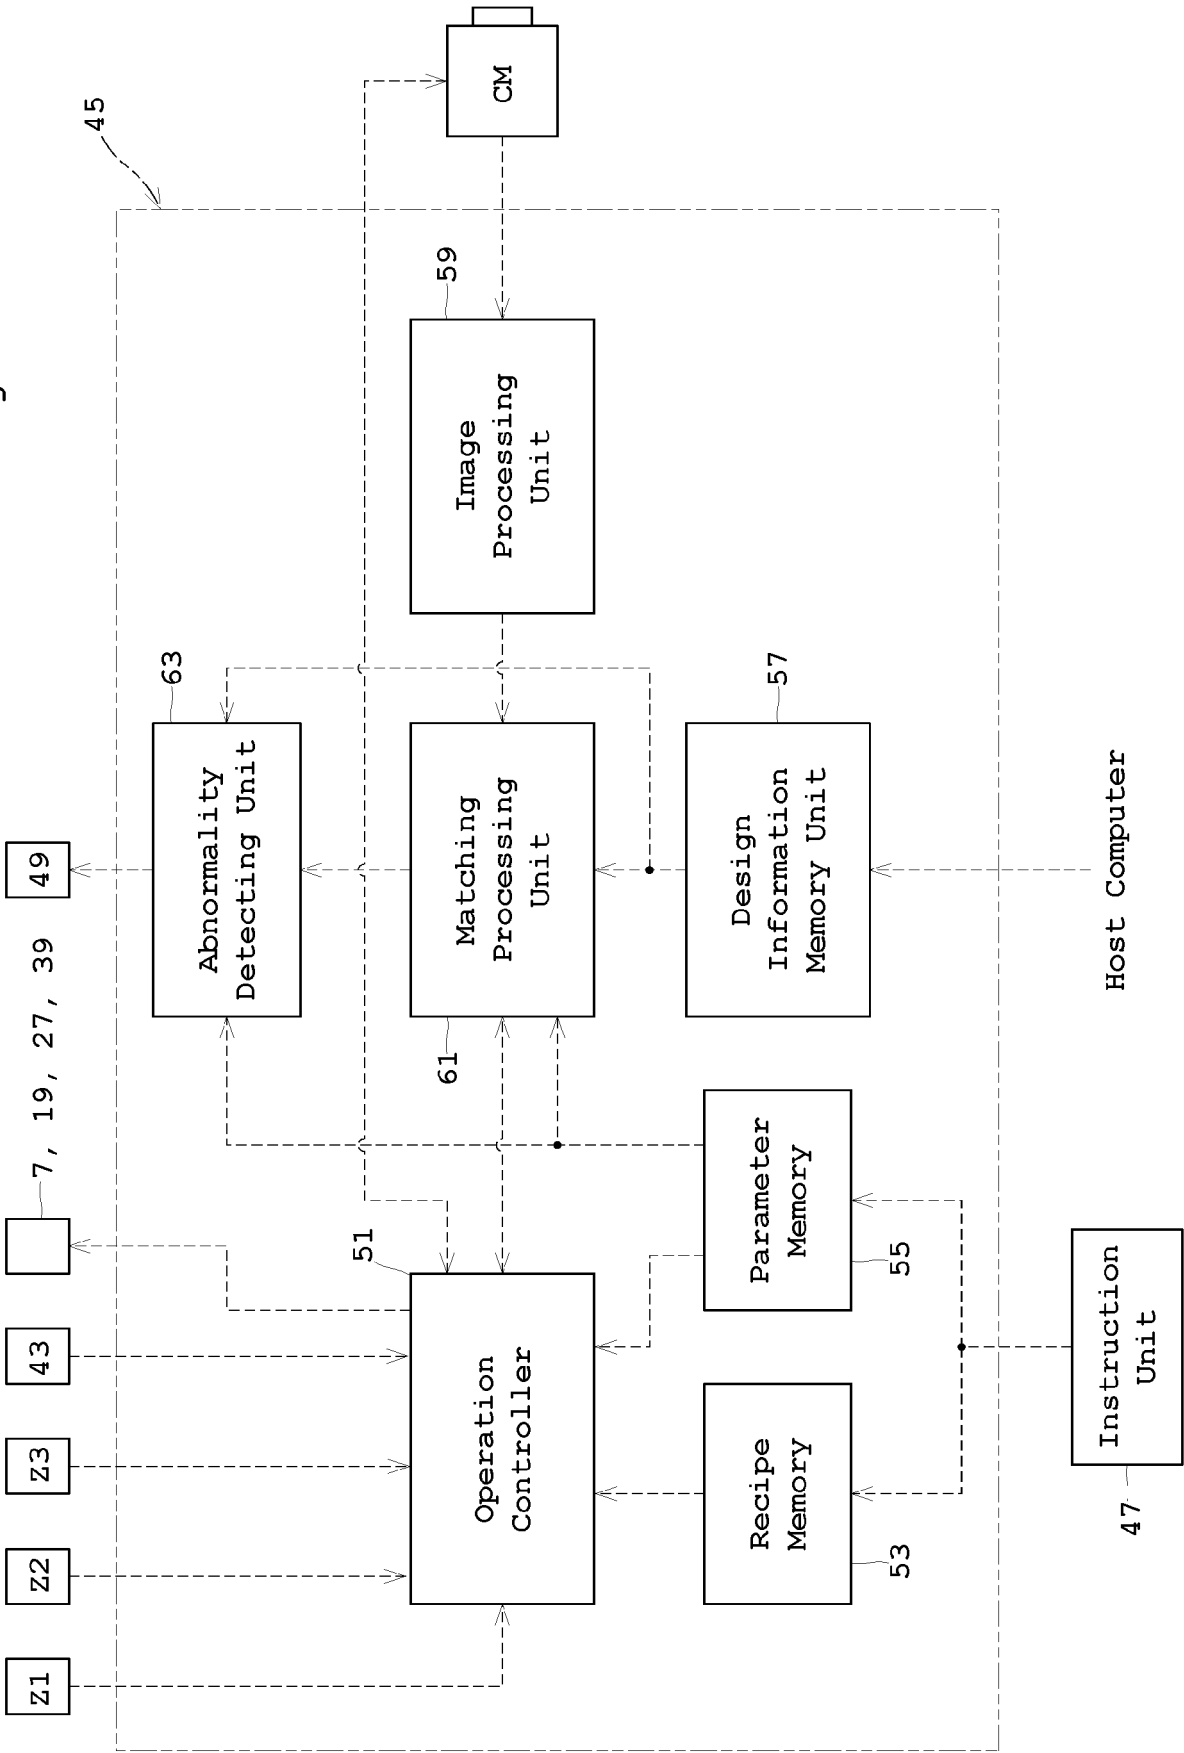 Z1
Z2
Z3
43
7, 19, 27, 39
49
45
63
Abnormality
Detecting Unit
51
Operation
Controller
61
Matching
Processing
Unit
59
Image
Processing
Unit
CM
53
Recipe
Memory
55
Parameter
Memory
57
Design
Information
Memory Unit
47
Instruction
Unit
Host Computer